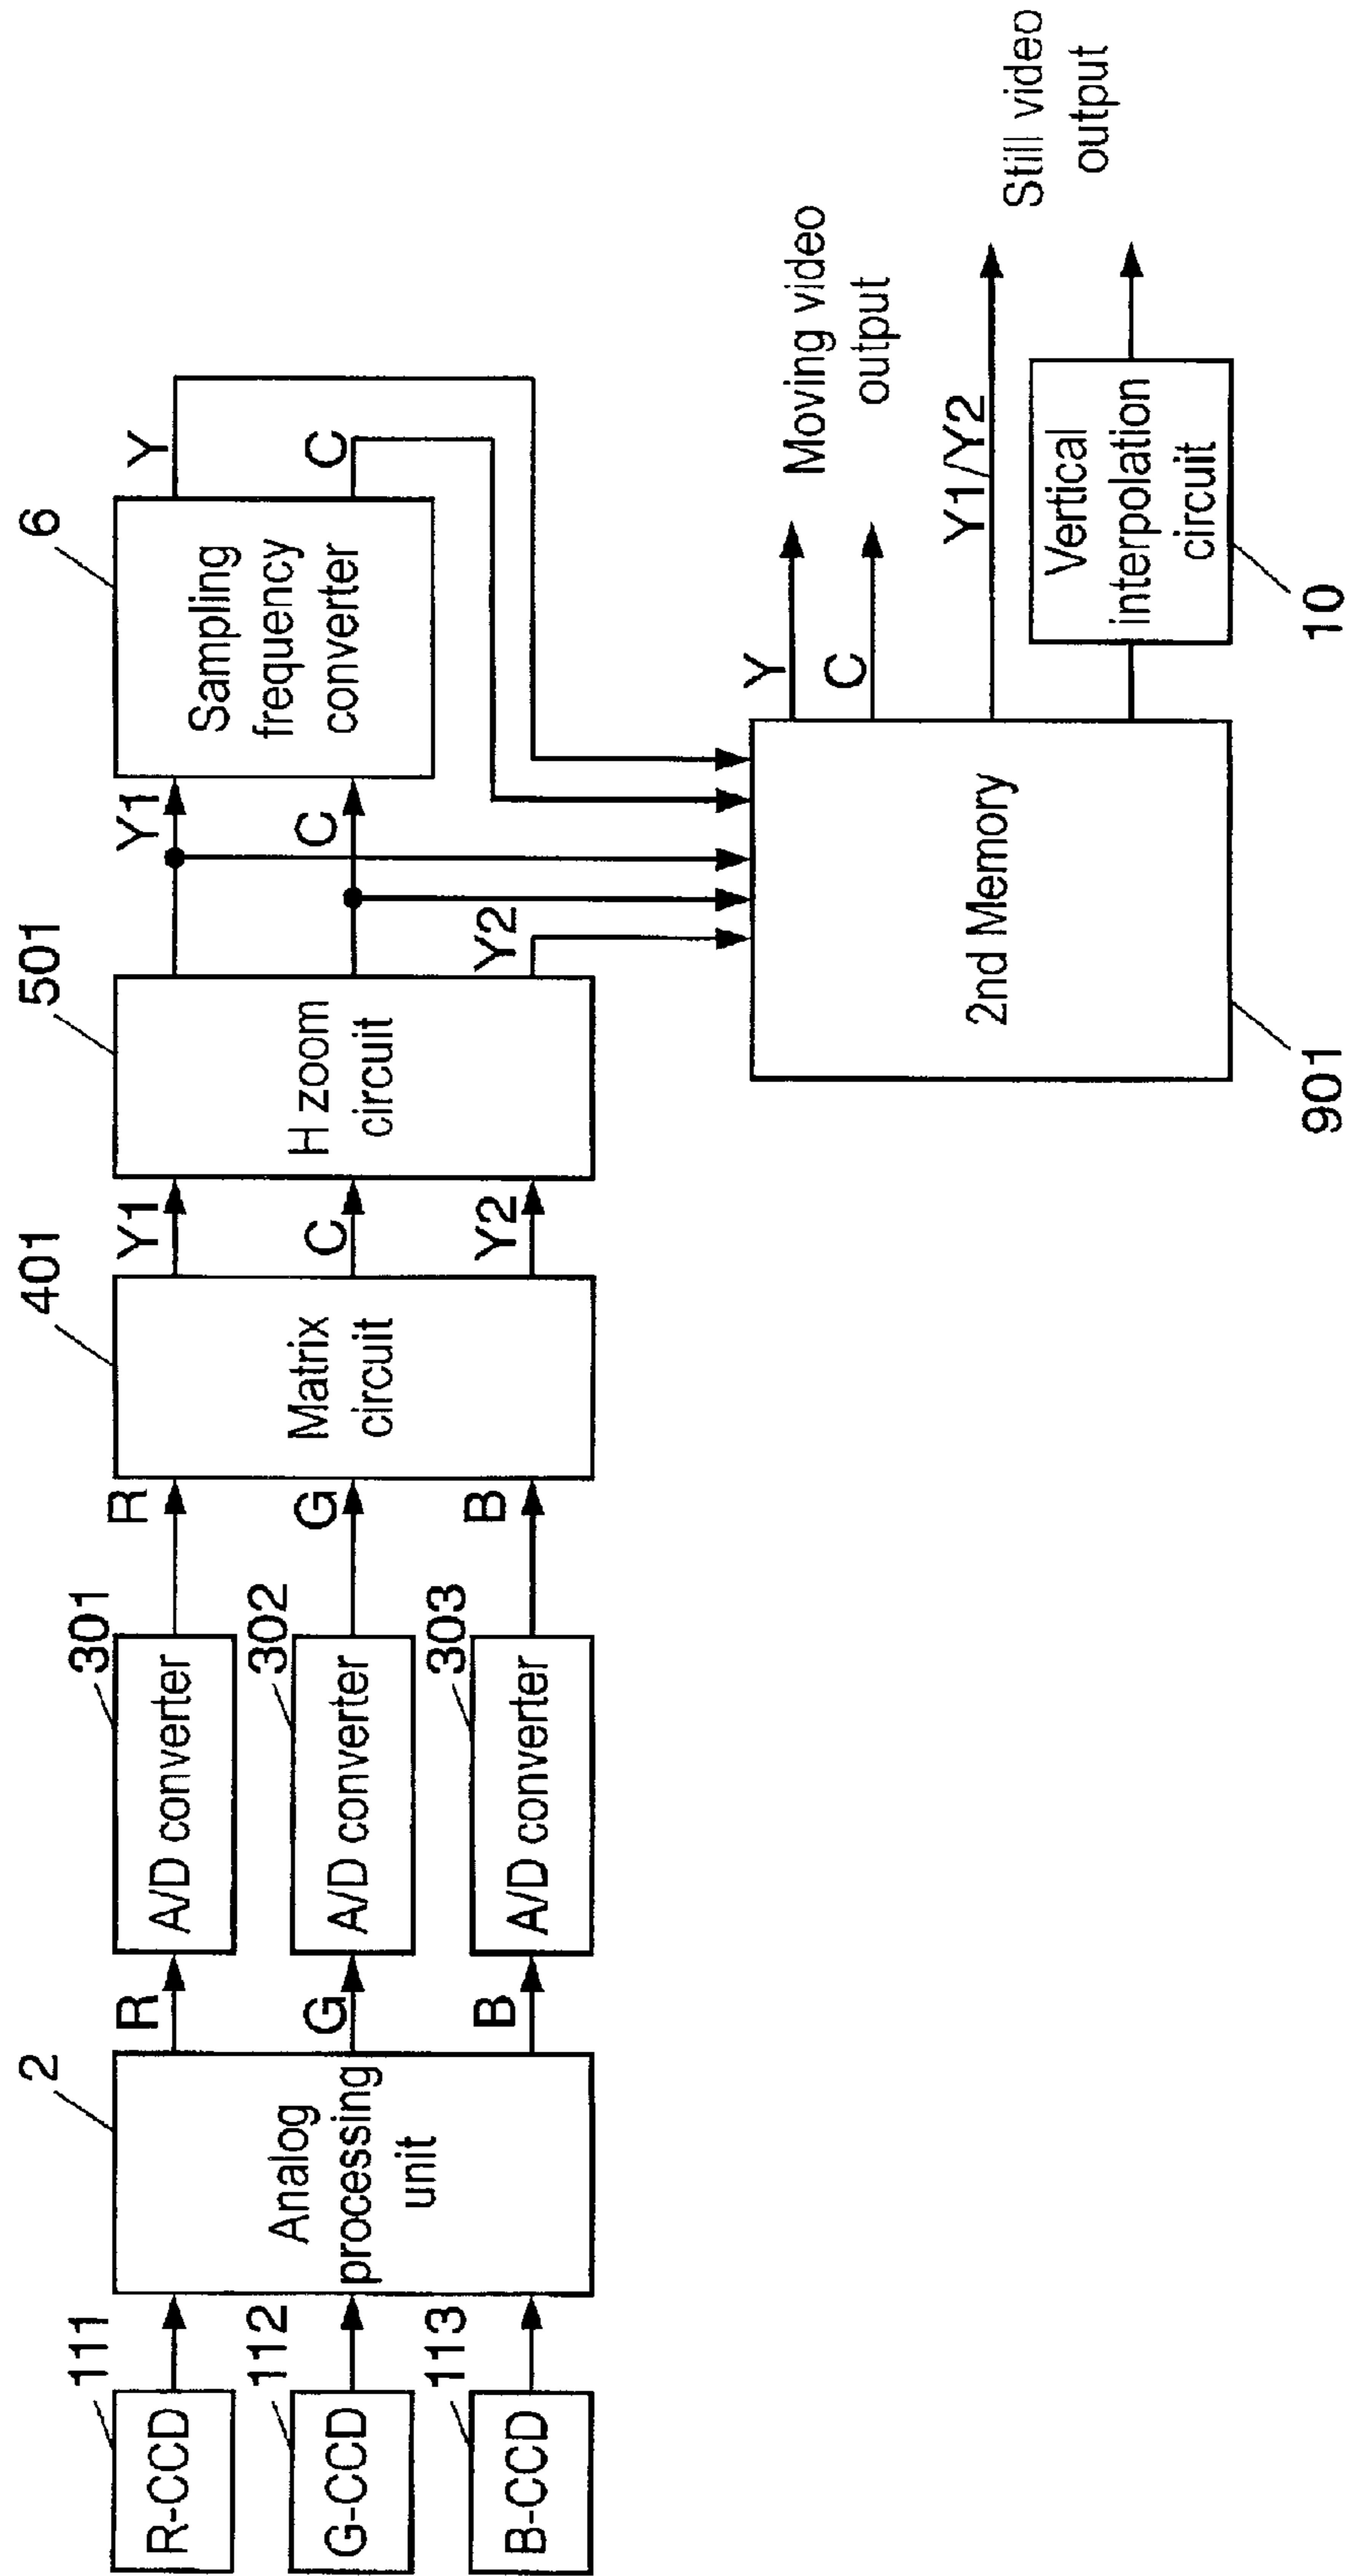 111
R-CCD
112
G-CCD
113
B-CCD
2
Analog
processing
unit
R
G
B
301
A/D converter
302
A/D converter
303
A/D converter
R
G
B
401
Matrix
circuit
Y1
C
Y2
501
H zoom
circuit
Y1
C
Y2
6
Sampling
frequency
converter
Y
C
2nd Memory
901
Y
C
Moving video
output
Y1/Y2
Still video
output
Vertical
interpolation
circuit
10